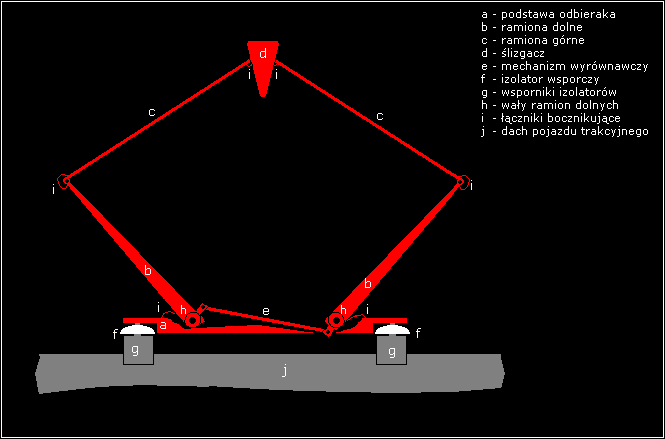 a - podstawa odbieraka
b - ramiona dolne
c - ramiona górne
d - ślizgacz
e - mechanizm wyrównawczy
f - izolator wsporczy
g - wsporniki izolatorów
h - wały ramion dolnych
i - łączniki bocznikujące
j - dach pojazdu trakcyjnego
d
i i
c c
i i
b b
i h e h i
a
f f
g g
j